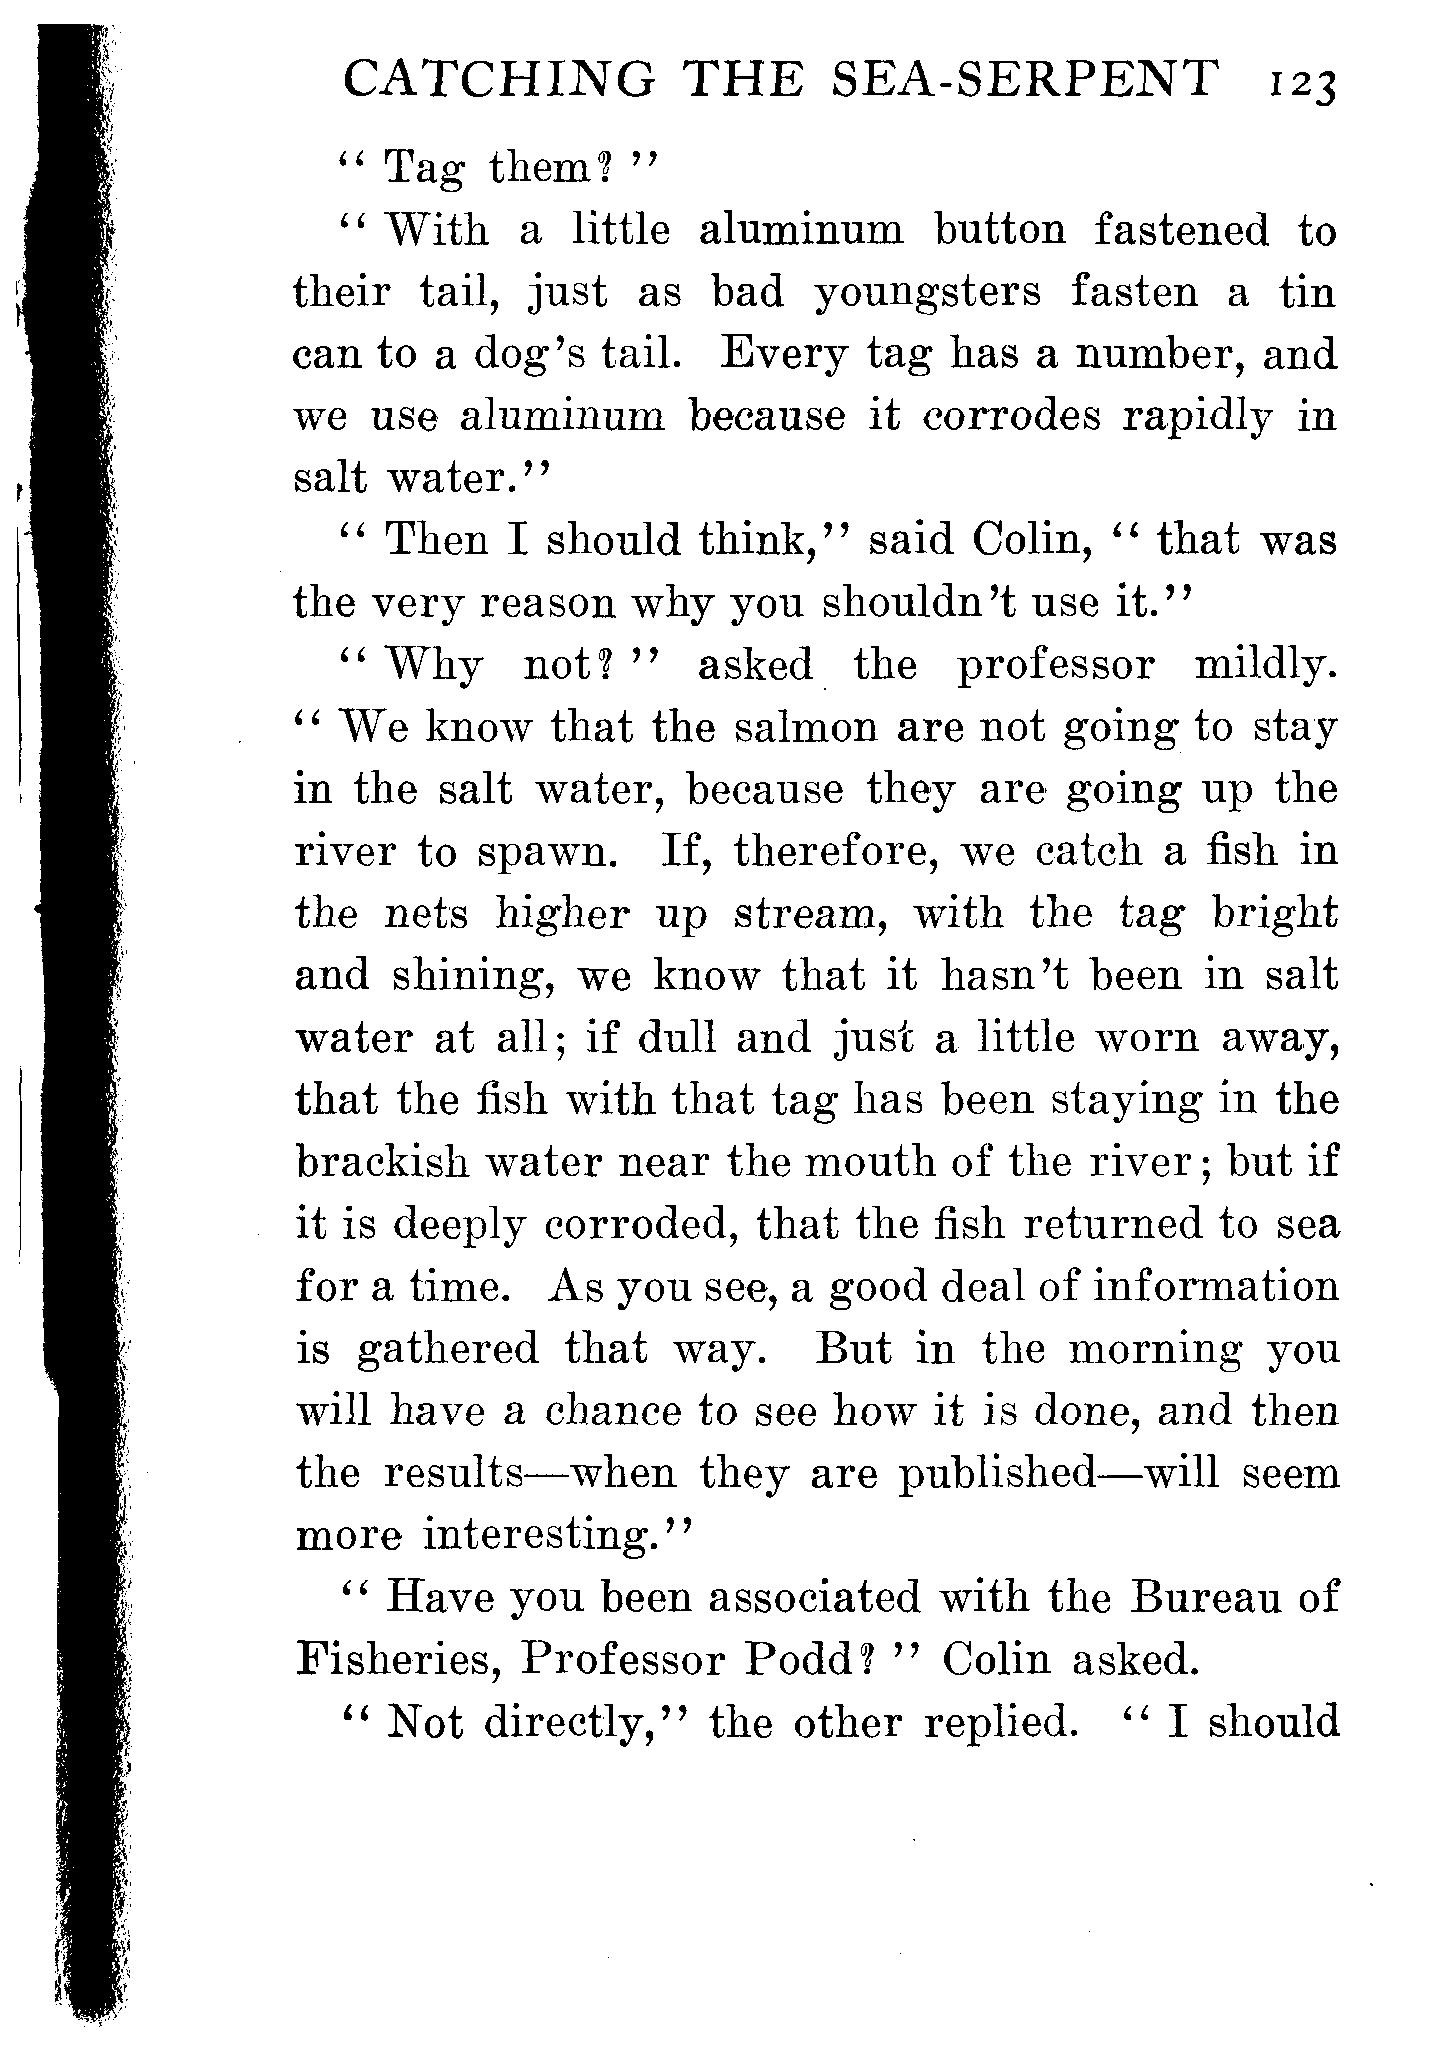 CATCHING THE SEA-SERPENT 123
“ Tag them? ”
“ With a little aluminum button fastened to
their tail, just as bad youngsters fasten a tin
can to a dog’s tail. Every tag has a number, and
we use aluminum because it corrodes rapidly in
salt water.”
“ Then I should think,” said Colin, “ that was
the very reason why you shouldn’t use it.”
“ Why not? ” asked the professor mildly.
“ We know that the salmon are not going to stay
in the salt water, because they are going up the
river to spawn. If, therefore, we catch a fish in
the nets higher up stream, with the tag bright
and shining, we know that it hasn’t been in salt
water at all; if dull and just a little worn away,
that the fish with that tag has been staying in the
brackish water near the mouth of the river; but if
it is deeply corroded, that the fish returned to sea
for a time. As you see, a good deal of information
is gathered that way. But in the morning you
will have a chance to see how it is done, and then
the results—when they are published—will seem
more interesting.”
“ Have you been associated with the Bureau of
Fisheries, Professor Podd? ” Colin asked.
“ Not directly,” the other replied. “ I should